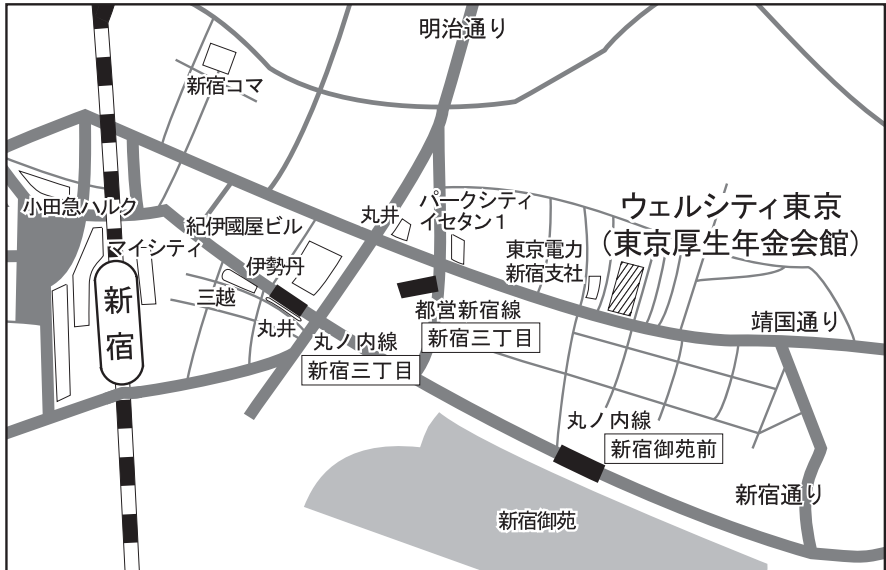 明治通り
新宿コマ
小田急ハルク
紀伊國屋ビル
マイシティ
伊勢丹
三越
丸井
丸井
パークシティ
イセタン1
東京電力
新宿支社
ウェルシティ東京
(東京厚生年金会館)
新宿
都営新宿線
新宿三丁目
丸ノ内線
新宿三丁目
靖国通り
丸ノ内線
新宿御苑前
新宿通り
新宿御苑